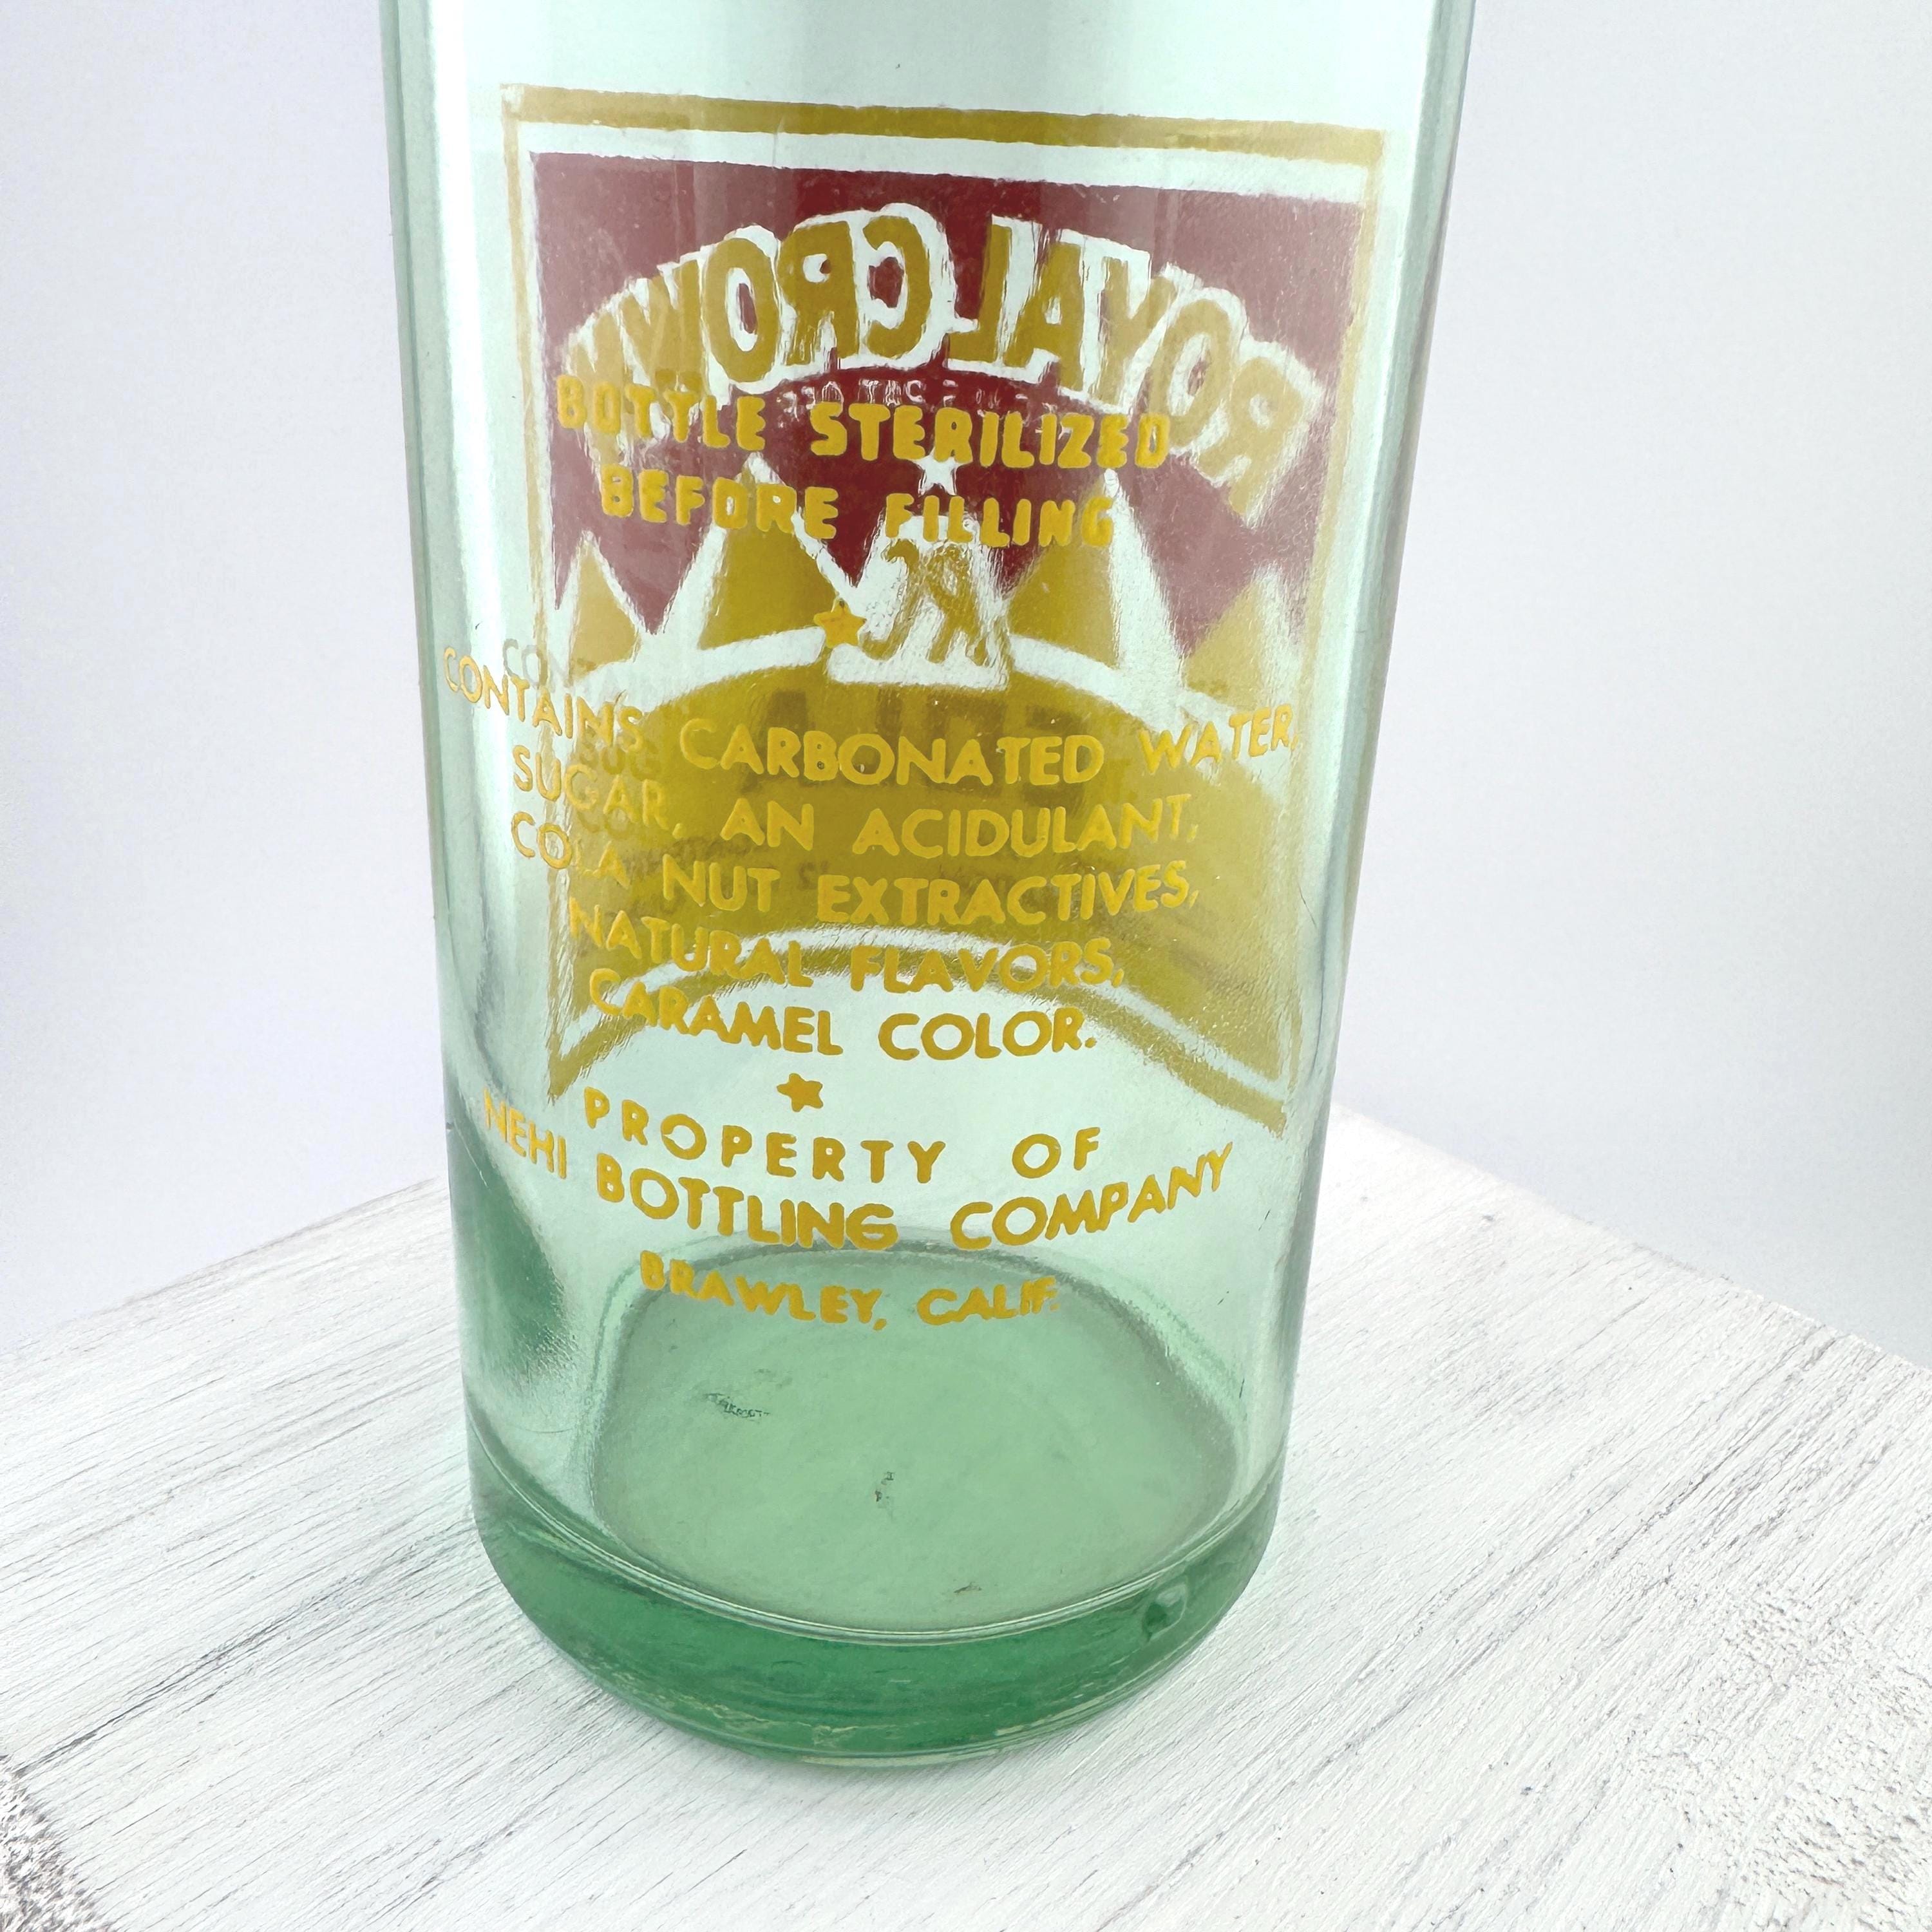 ROYAL CROWN
BOTTLE STERILIZED
BEFORE FILLING
RC
CONTAINS CARBONATED WATER,
SUGAR, AN ACIDULANT,
COLA NUT EXTRACTIVES,
NATURAL FLAVORS,
CARAMEL COLOR.
PROPERTY OF
NEHI BOTTLING COMPANY
BRAWLEY, CALIF.